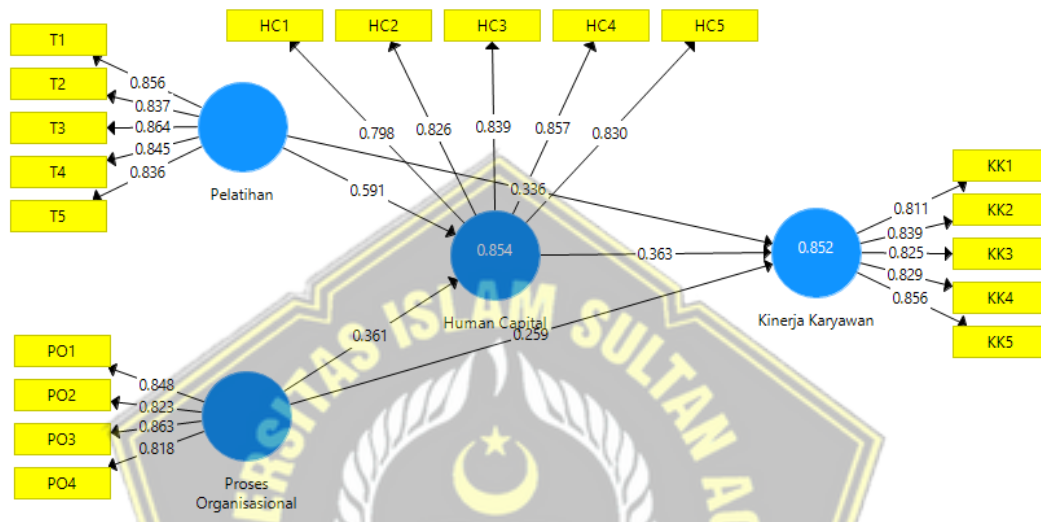 HC1
HC2
HC3
HC4
HC5
T1
T2
T3
T4
T5
0.856
0.837
0.864
0.845
0.836
0.798
0.826
0.839
0.857
0.830
Pelatihan
0.591
0.336
0.854
Human Capital
0.363
0.852
Kinerja Karyawan
KK1
KK2
KK3
KK4
KK5
0.811
0.839
0.825
0.829
0.856
0.361
0.259
PO1
PO2
PO3
PO4
0.848
0.823
0.863
0.818
Proses
Organisasional
ERSITAS ISLAM SULTAN AG